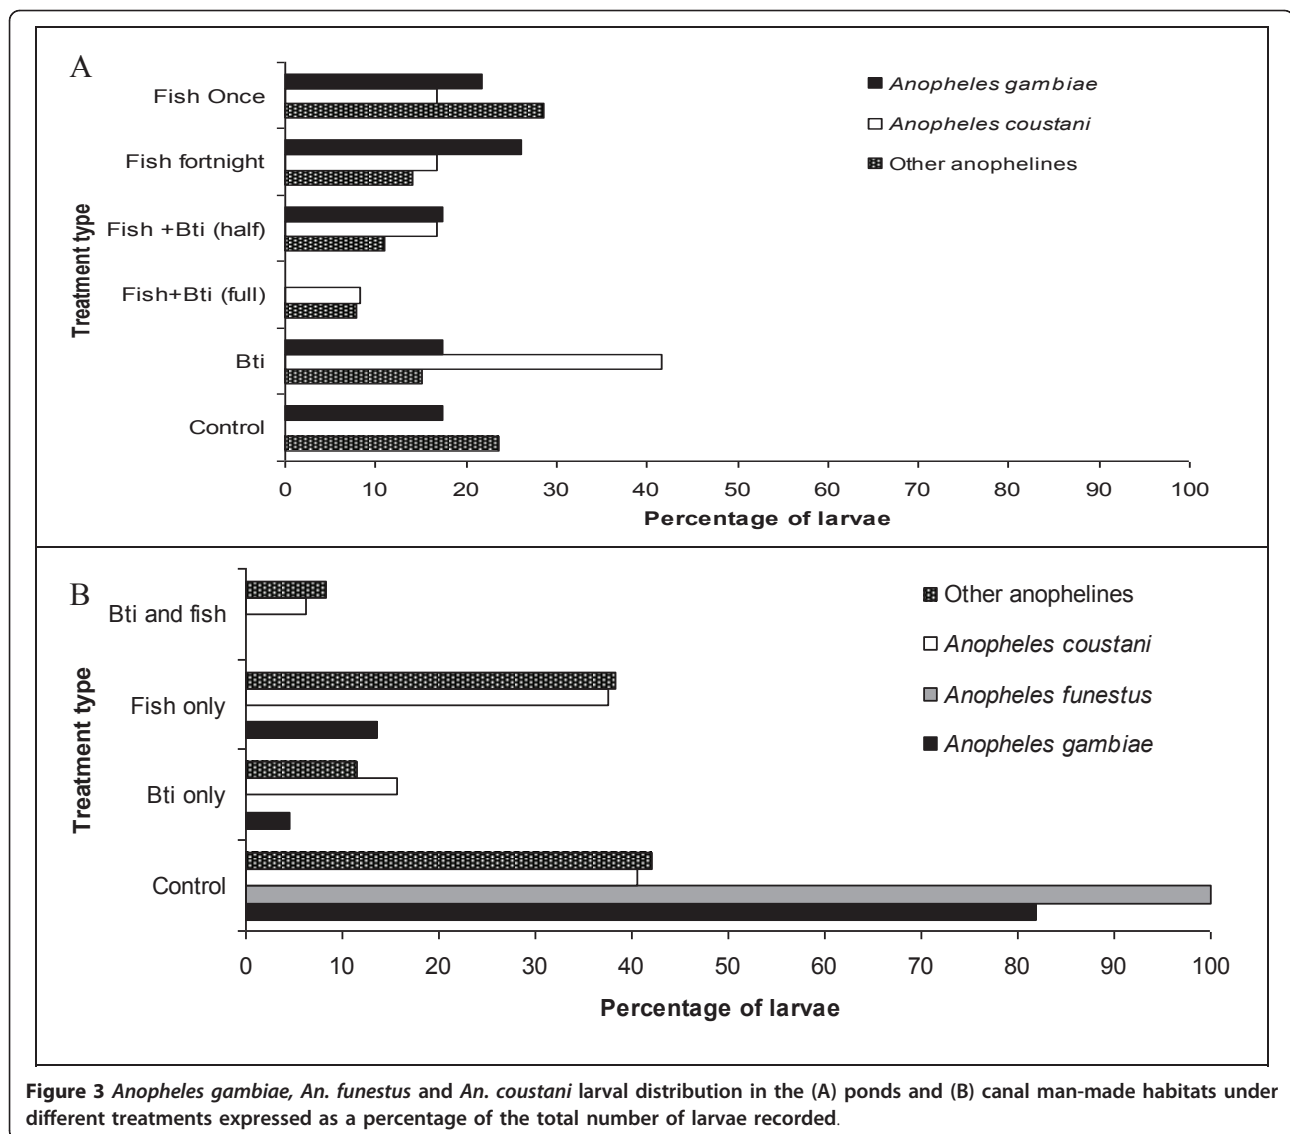 A
Fish Once
Fish fortnight
Fish +Bti (half)
Fish+Bti (full)
Bti
Control
Treatment type
Anopheles gambiae
Anopheles coustani
Other anophelines
0 10 20 30 40 50 60 70 80 90 100
Percentage of larvae
B
Bti and fish
Fish only
Bti only
Control
Treatment type
Other anophelines
Anopheles coustani
Anopheles funestus
Anopheles gambiae
0 10 20 30 40 50 60 70 80 90 100
Percentage of larvae
Figure 3 Anopheles gambiae, An. funestus and An. coustani larval distribution in the (A) ponds and (B) canal man-made habitats under
different treatments expressed as a percentage of the total number of larvae recorded.